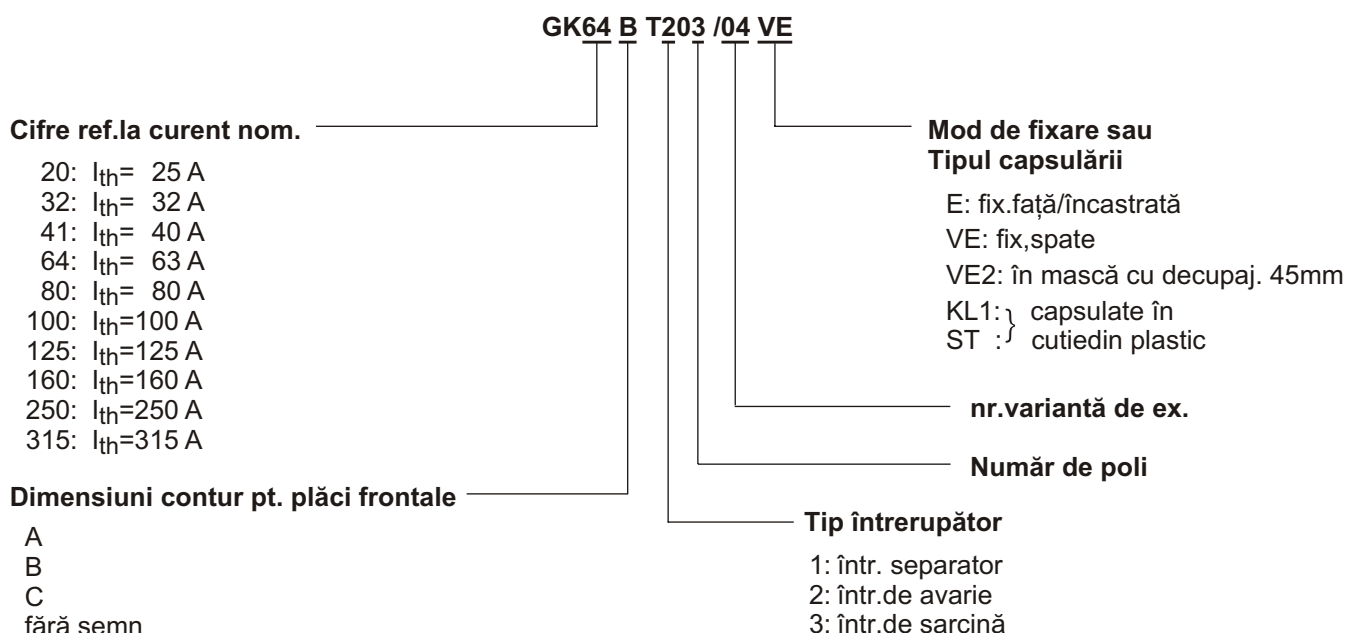 GK64 B T203 /04 VE
Cifre ref.la curent nom.
20: Ith= 25 A
32: Ith= 32 A
41: Ith= 40 A
64: Ith= 63 A
80: Ith= 80 A
100: Ith=100 A
125: Ith=125 A
160: Ith=160 A
250: Ith=250 A
315: Ith=315 A
Dimensiuni contur pt. plăci frontale
A
B
C
fără semn
Mod de fixare sau
Tipul capsulării
E: fix.față/încastrată
VE: fix,spate
VE2: în mască cu decupaj. 45mm
KL1:} capsulate în
ST :} cutiedin plastic
nr.variantă de ex.
Număr de poli
Tip întrerupător
1: într. separator
2: într.de avarie
3: într.de sarcină